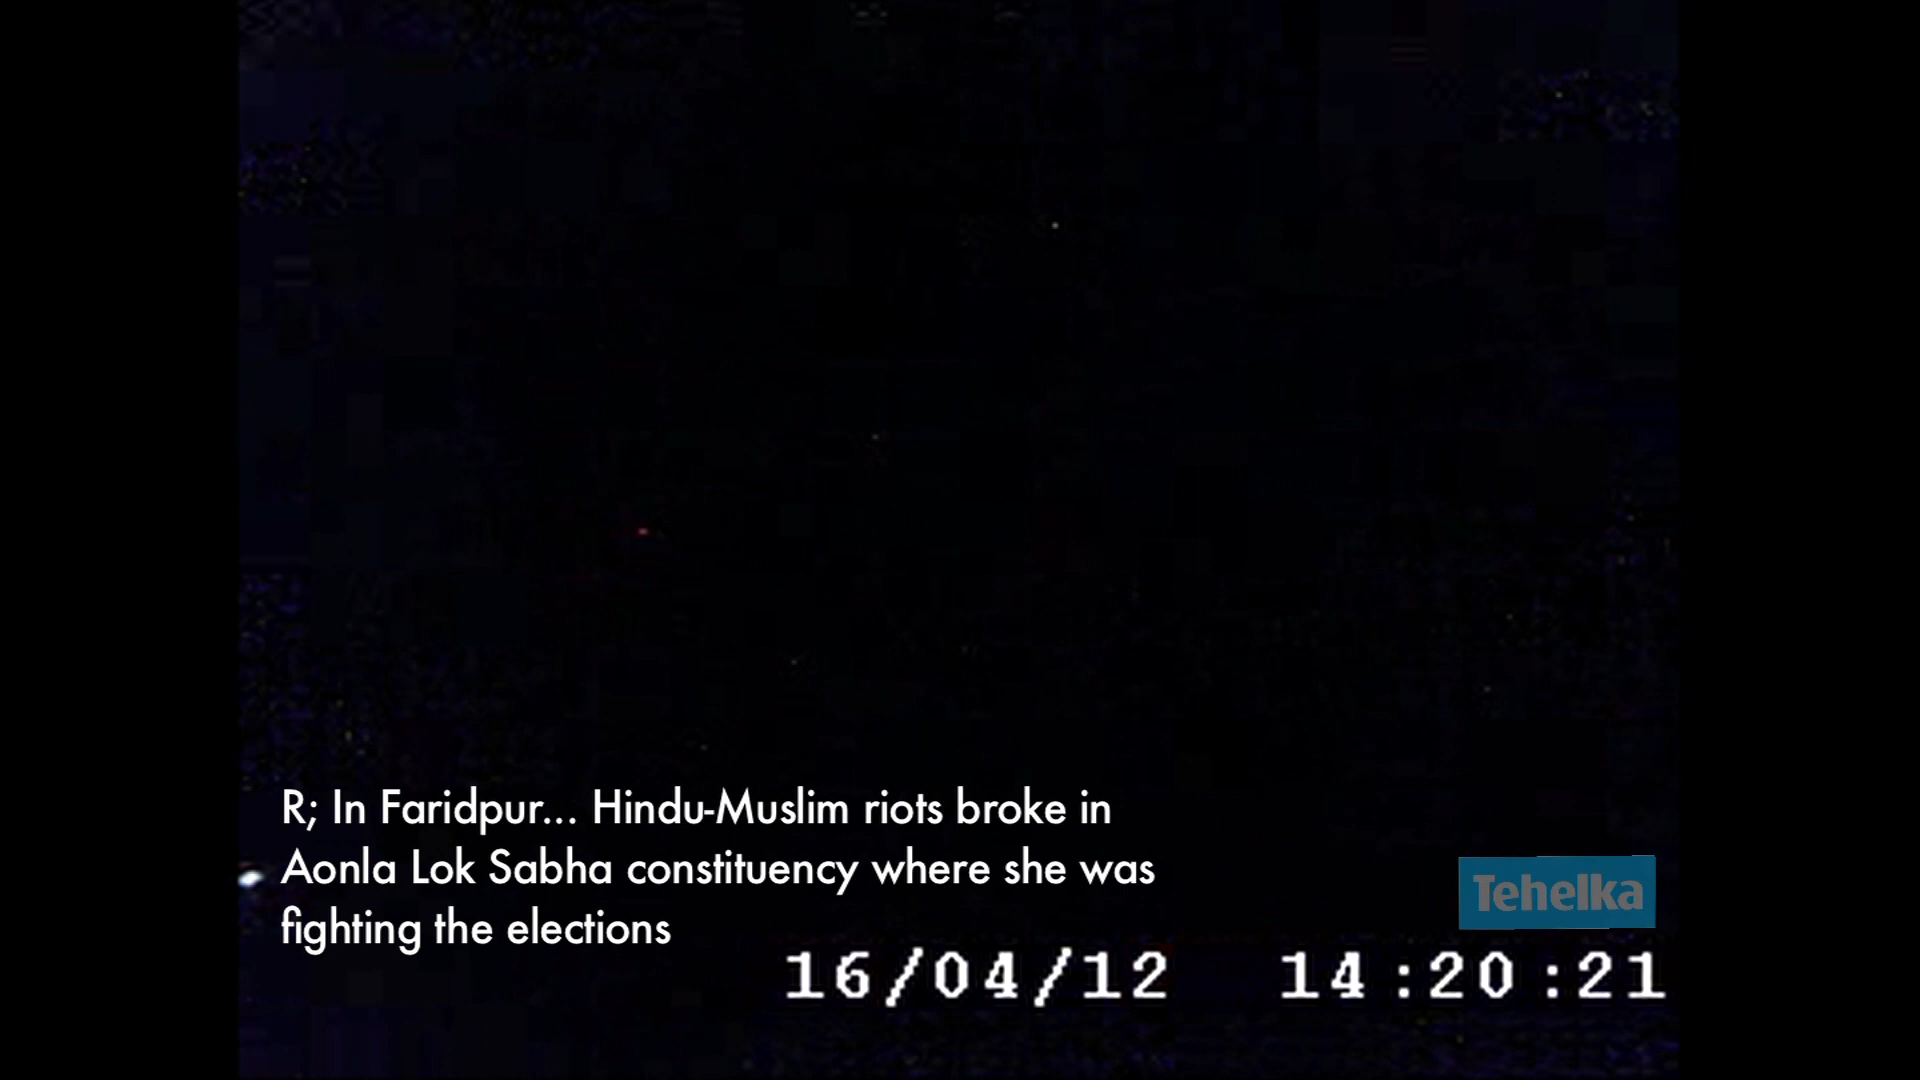 R; In Faridpur... Hindu-Muslim riots broke in
Aonla Lok Sabha constituency where she was
fighting the elections
Tehelka
16/04/12 14:20:21